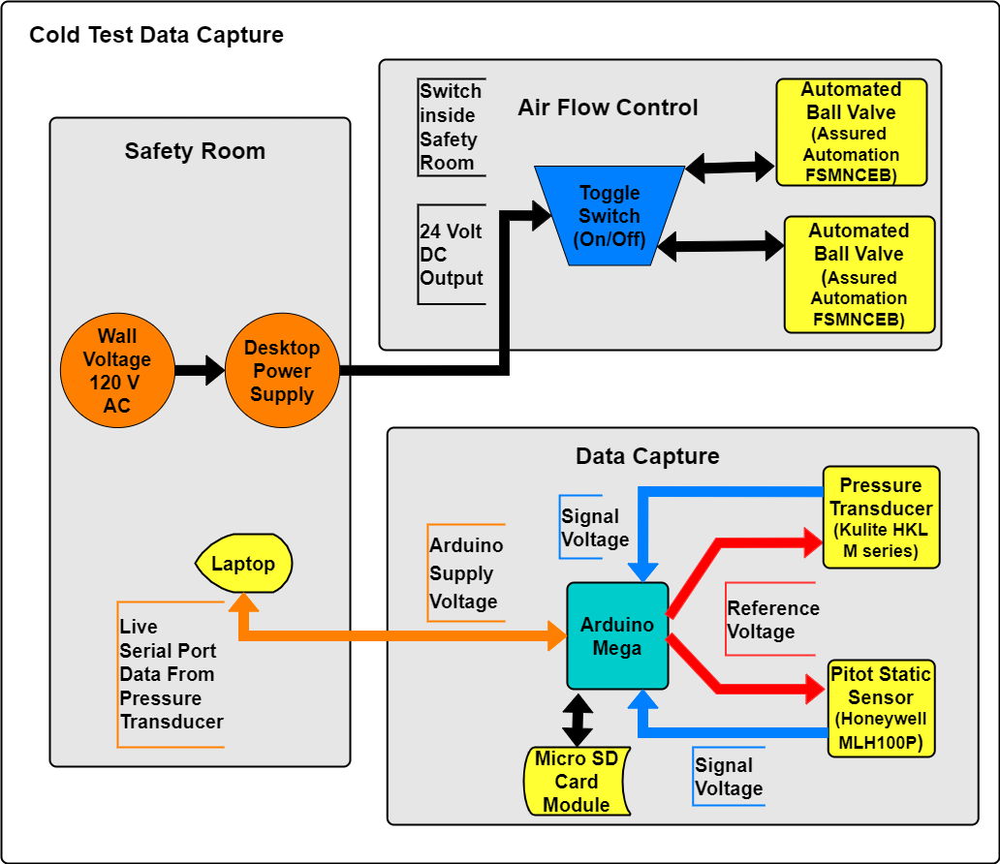 Cold Test Data Capture
Safety Room
Wall
Voltage
120 V
AC
Desktop
Power
Supply
Laptop
Live
Serial Port
Data From
Pressure
Transducer
Air Flow Control
Switch
inside
Safety
Room
24 Volt
DC
Output
Toggle
Switch
(On/Off)
Automated
Ball Valve
(Assured
Automation
FSMNCEB)
Automated
Ball Valve
(Assured
Automation
FSMNCEB)
Data Capture
Arduino
Supply
Voltage
Signal
Voltage
Arduino
Mega
Pressure
Transducer
(Kulite HKL
M series)
Reference
Voltage
Pitot Static
Sensor
(Honeywell
MLH100P)
Signal
Voltage
Micro SD
Card
Module